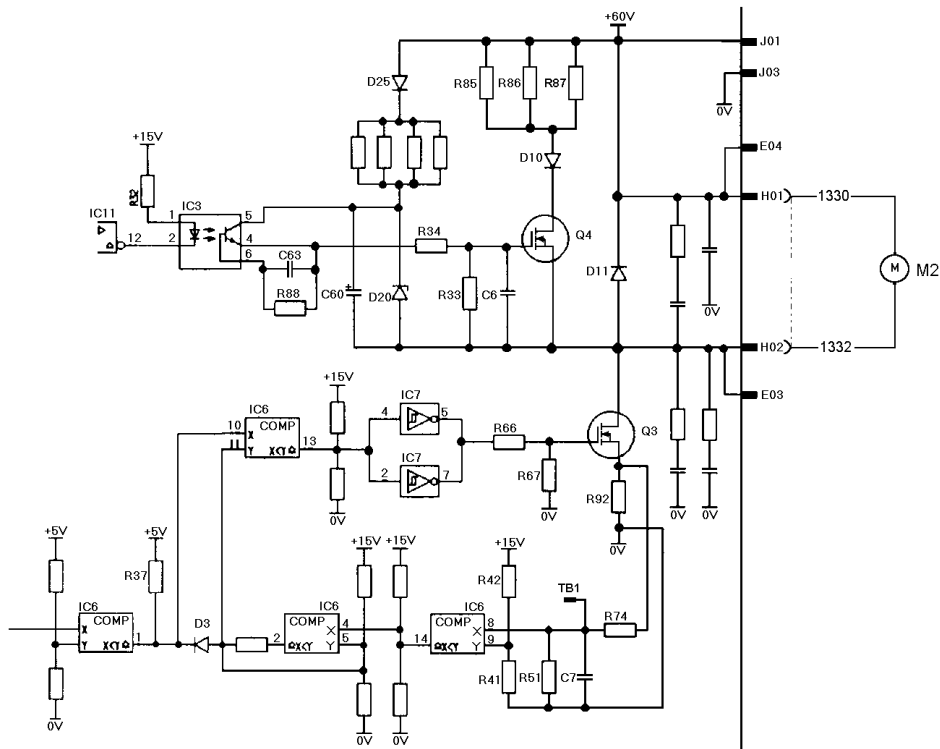 +60V
J01
D25
R85
R86
R87
J03
0V
+15V
E04
D10
R32
IC3
H01
1330
IC11
1
5
R34
Q4
12
2
4
6
C63
D11
M
M2
R88
C60
+
D20
R33
C6
0V
H02
1332
+15V
IC7
E03
IC6
4
5
10
COMP
X
Y
X<Y Ω
13
R66
Q3
IC7
2
7
R67
R92
0V
0V
0V
0V
0V
+5V
+5V
+15V
+15V
+15V
R37
R42
TB1
IC6
D3
IC6
IC6
COMP
X
Y
ΩX<Y
2
4
5
COMP
X
Y
ΩX<Y
14
8
9
R74
COMP
X
Y
X<Y Ω
1
R41
R51
C7
0V
0V
0V